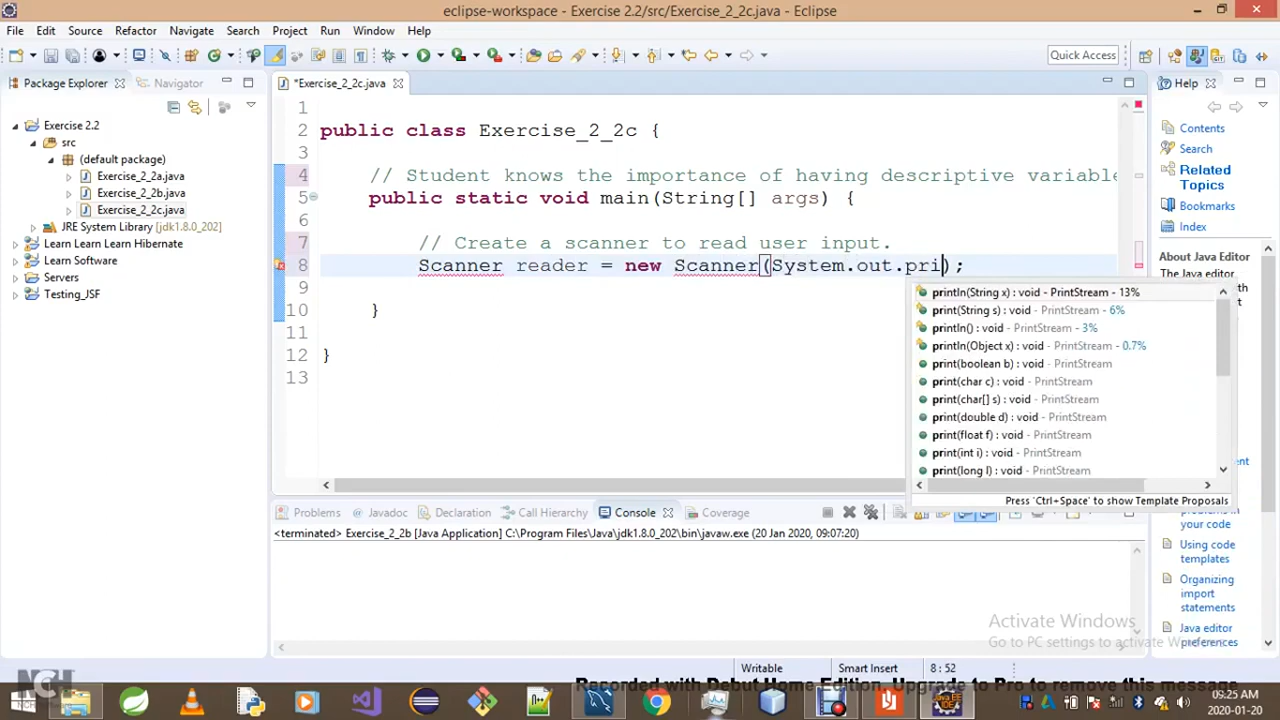 eclipse-workspace - Exercise 2.2/src/Exercise_2_2c.java - Eclipse
File Edit Source Refactor Navigate Search Project Run Window Help
Quick Access
Package Explorer
Navigator
Exercise 2.2
src
(default package)
Exercise_2_2a.java
Exercise_2_2b.java
Exercise_2_2c.java
JRE System Library [jdk1.8.0_202]
Learn Learn Learn Hibernate
Learn Software
Servers
Testing_JSF
*Exercise_2_2c.java
1
2 public class Exercise_2_2c {
3
4 // Student knows the importance of having descriptive variable
5 public static void main(String[] args) {
6
7 // Create a scanner to read user input.
8 Scanner reader = new Scanner(System.out.pri);
9
10 }
11
12 }
13
println(String x) : void - PrintStream - 13%
print(String s) : void - PrintStream - 6%
println() : void - PrintStream - 3%
println(Object x) : void - PrintStream - 0.7%
print(boolean b) : void - PrintStream
print(char c) : void - PrintStream
print(char[] s) : void - PrintStream
print(double d) : void - PrintStream
print(float f) : void - PrintStream
print(int i) : void - PrintStream
print(long l) : void - PrintStream
Press 'Ctrl+Space' to show Template Proposals
Help
Contents
Search
Related Topics
Bookmarks
Index
About Java Editor
The Java editor
your code
Using code
templates
Organizing
import
statements
Java editor
preferences
Problems Javadoc Declaration Call Hierarchy Console Coverage
<terminated> Exercise_2_2b [Java Application] C:\Program Files\Java\jdk1.8.0_202\bin\javaw.exe (20 Jan 2020, 09:07:20)
Activate Windows
Go to PC settings to activate Windows.
Writable
Smart Insert
8 : 52
NCH
Recorded with Debut Home Edition. Upgrade to Pro to remove this message
09:25 AM
2020-01-20